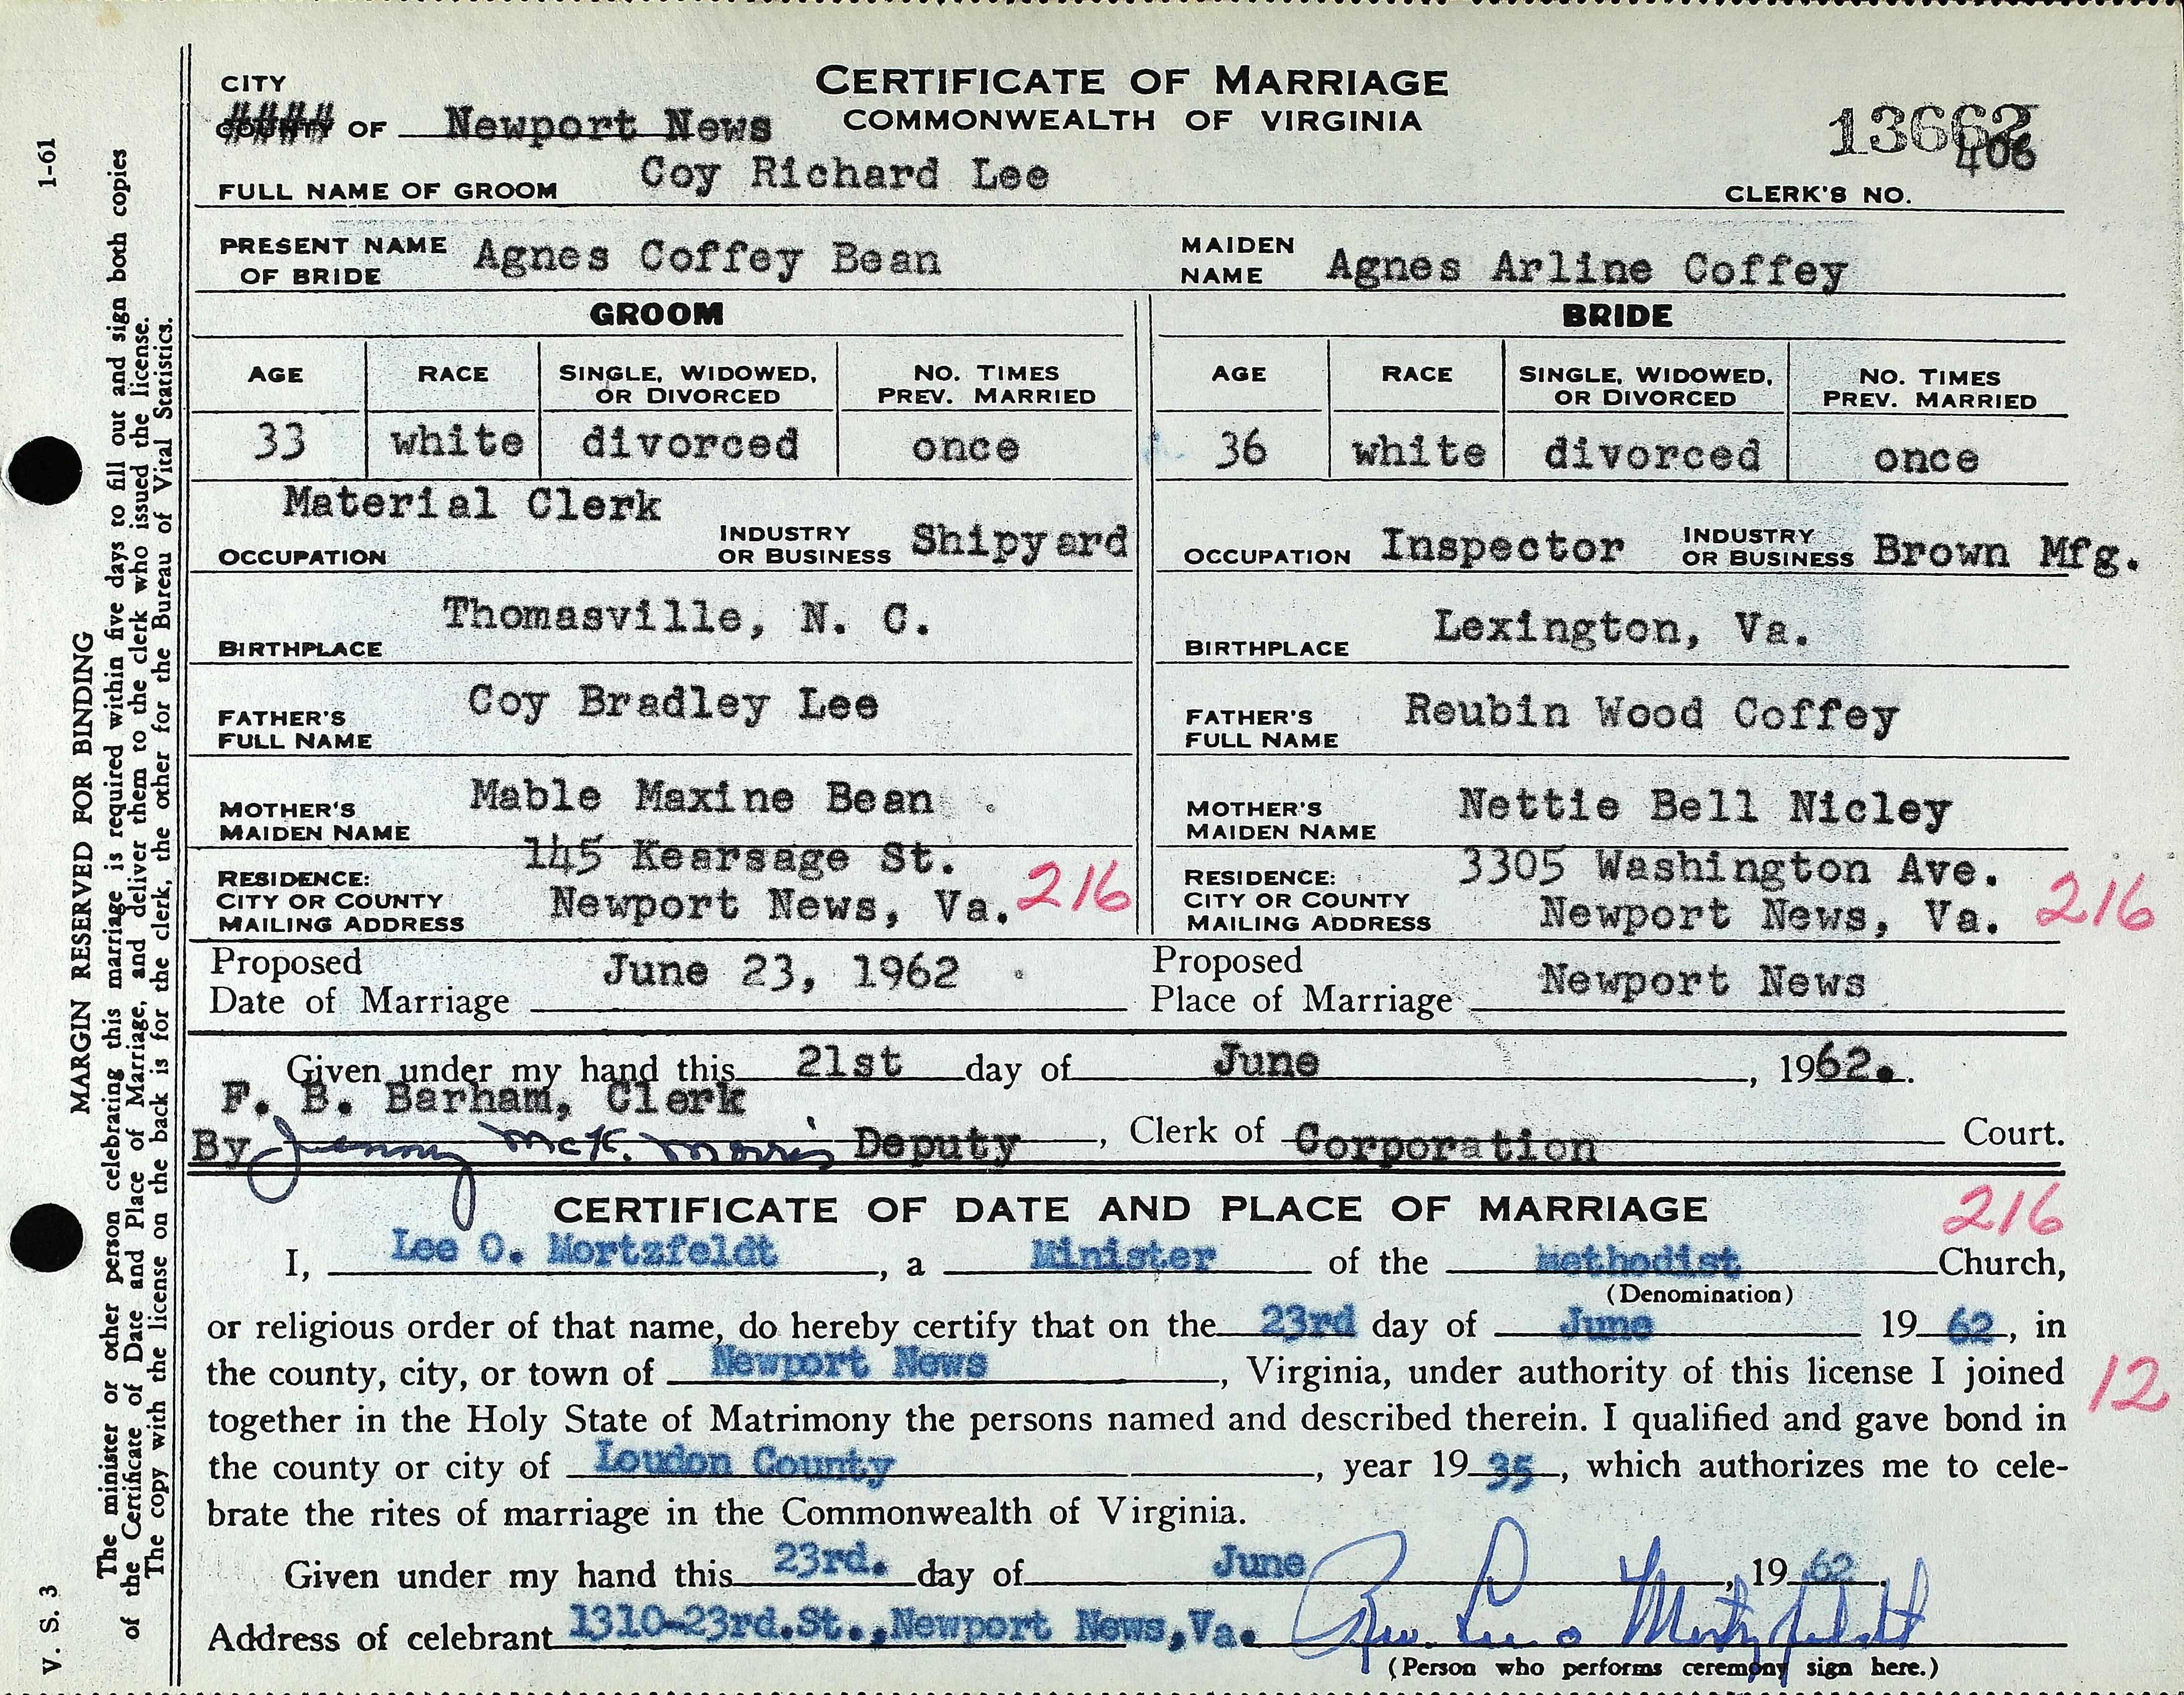 CERTIFICATE OF MARRIAGE
COMMONWEALTH OF VIRGINIA
CITY
#### COUNTY OF Newport News
13662
406
FULL NAME OF GROOM Coy Richard Lee CLERK'S NO.
PRESENT NAME OF BRIDE Agnes Coffey Bean MAIDEN NAME Agnes Arline Coffey
GROOM BRIDE
AGE RACE SINGLE, WIDOWED, OR DIVORCED NO. TIMES PREV. MARRIED AGE RACE SINGLE, WIDOWED, OR DIVORCED NO. TIMES PREV. MARRIED
33 white divorced once 36 white divorced once
OCCUPATION Material Clerk INDUSTRY OR BUSINESS Shipyard OCCUPATION Inspector INDUSTRY OR BUSINESS Brown Mfg.
BIRTHPLACE Thomasville, N. C. BIRTHPLACE Lexington, Va.
FATHER'S FULL NAME Coy Bradley Lee FATHER'S FULL NAME Reubin Wood Coffey
MOTHER'S MAIDEN NAME Mable Maxine Bean MOTHER'S MAIDEN NAME Nettie Bell Nicley
RESIDENCE: CITY OR COUNTY MAILING ADDRESS 145 Kearsage St. Newport News, Va. 216 RESIDENCE: CITY OR COUNTY MAILING ADDRESS 3305 Washington Ave. Newport News, Va. 216
Proposed Date of Marriage June 23, 1962 Proposed Place of Marriage Newport News
Given under my hand this 21st day of June, 1962.
F. B. Barham, Clerk
By Jenny McK. Morris Deputy, Clerk of Corporation Court.
CERTIFICATE OF DATE AND PLACE OF MARRIAGE 216
I, Lee O. Mortzfeldt, a Minister of the Methodist Church,
(Denomination)
or religious order of that name, do hereby certify that on the 23rd day of June 19 62, in
the county, city, or town of Newport News, Virginia, under authority of this license I joined 12
together in the Holy State of Matrimony the persons named and described therein. I qualified and gave bond in
the county or city of Loudon County, year 19 35, which authorizes me to cele-
brate the rites of marriage in the Commonwealth of Virginia.
Given under my hand this 23rd. day of June, 19 62.
Address of celebrant 1310-23rd.St.,Newport News,Va. Rev. Lee O Mortzfeldt
(Person who performs ceremony sign here.)
V. S. 3 1-61
MARGIN RESERVED FOR BINDING
The minister or other person celebrating this marriage is required within five days to fill out and sign both copies
of the Certificate of Date and Place of Marriage, and deliver them to the clerk who issued the license.
The copy with the license on the back is for the clerk, the other for the Bureau of Vital Statistics.